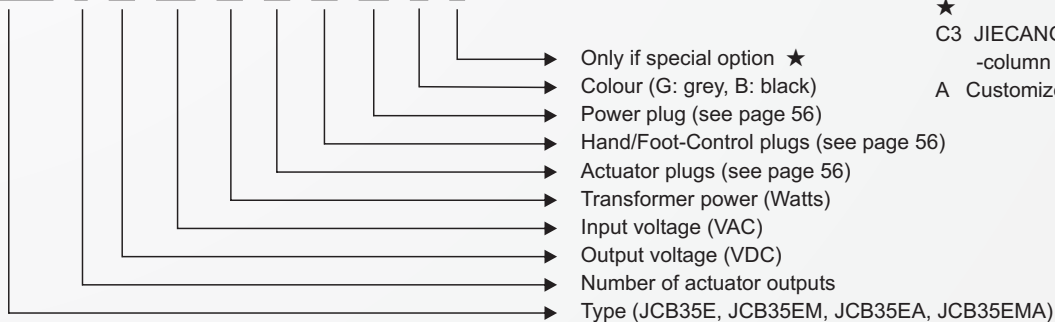 ★
C3 JIECANG
-column
A Customize
Only if special option ★
Colour (G: grey, B: black)
Power plug (see page 56)
Hand/Foot-Control plugs (see page 56)
Actuator plugs (see page 56)
Transformer power (Watts)
Input voltage (VAC)
Output voltage (VDC)
Number of actuator outputs
Type (JCB35E, JCB35EM, JCB35EA, JCB35EMA)